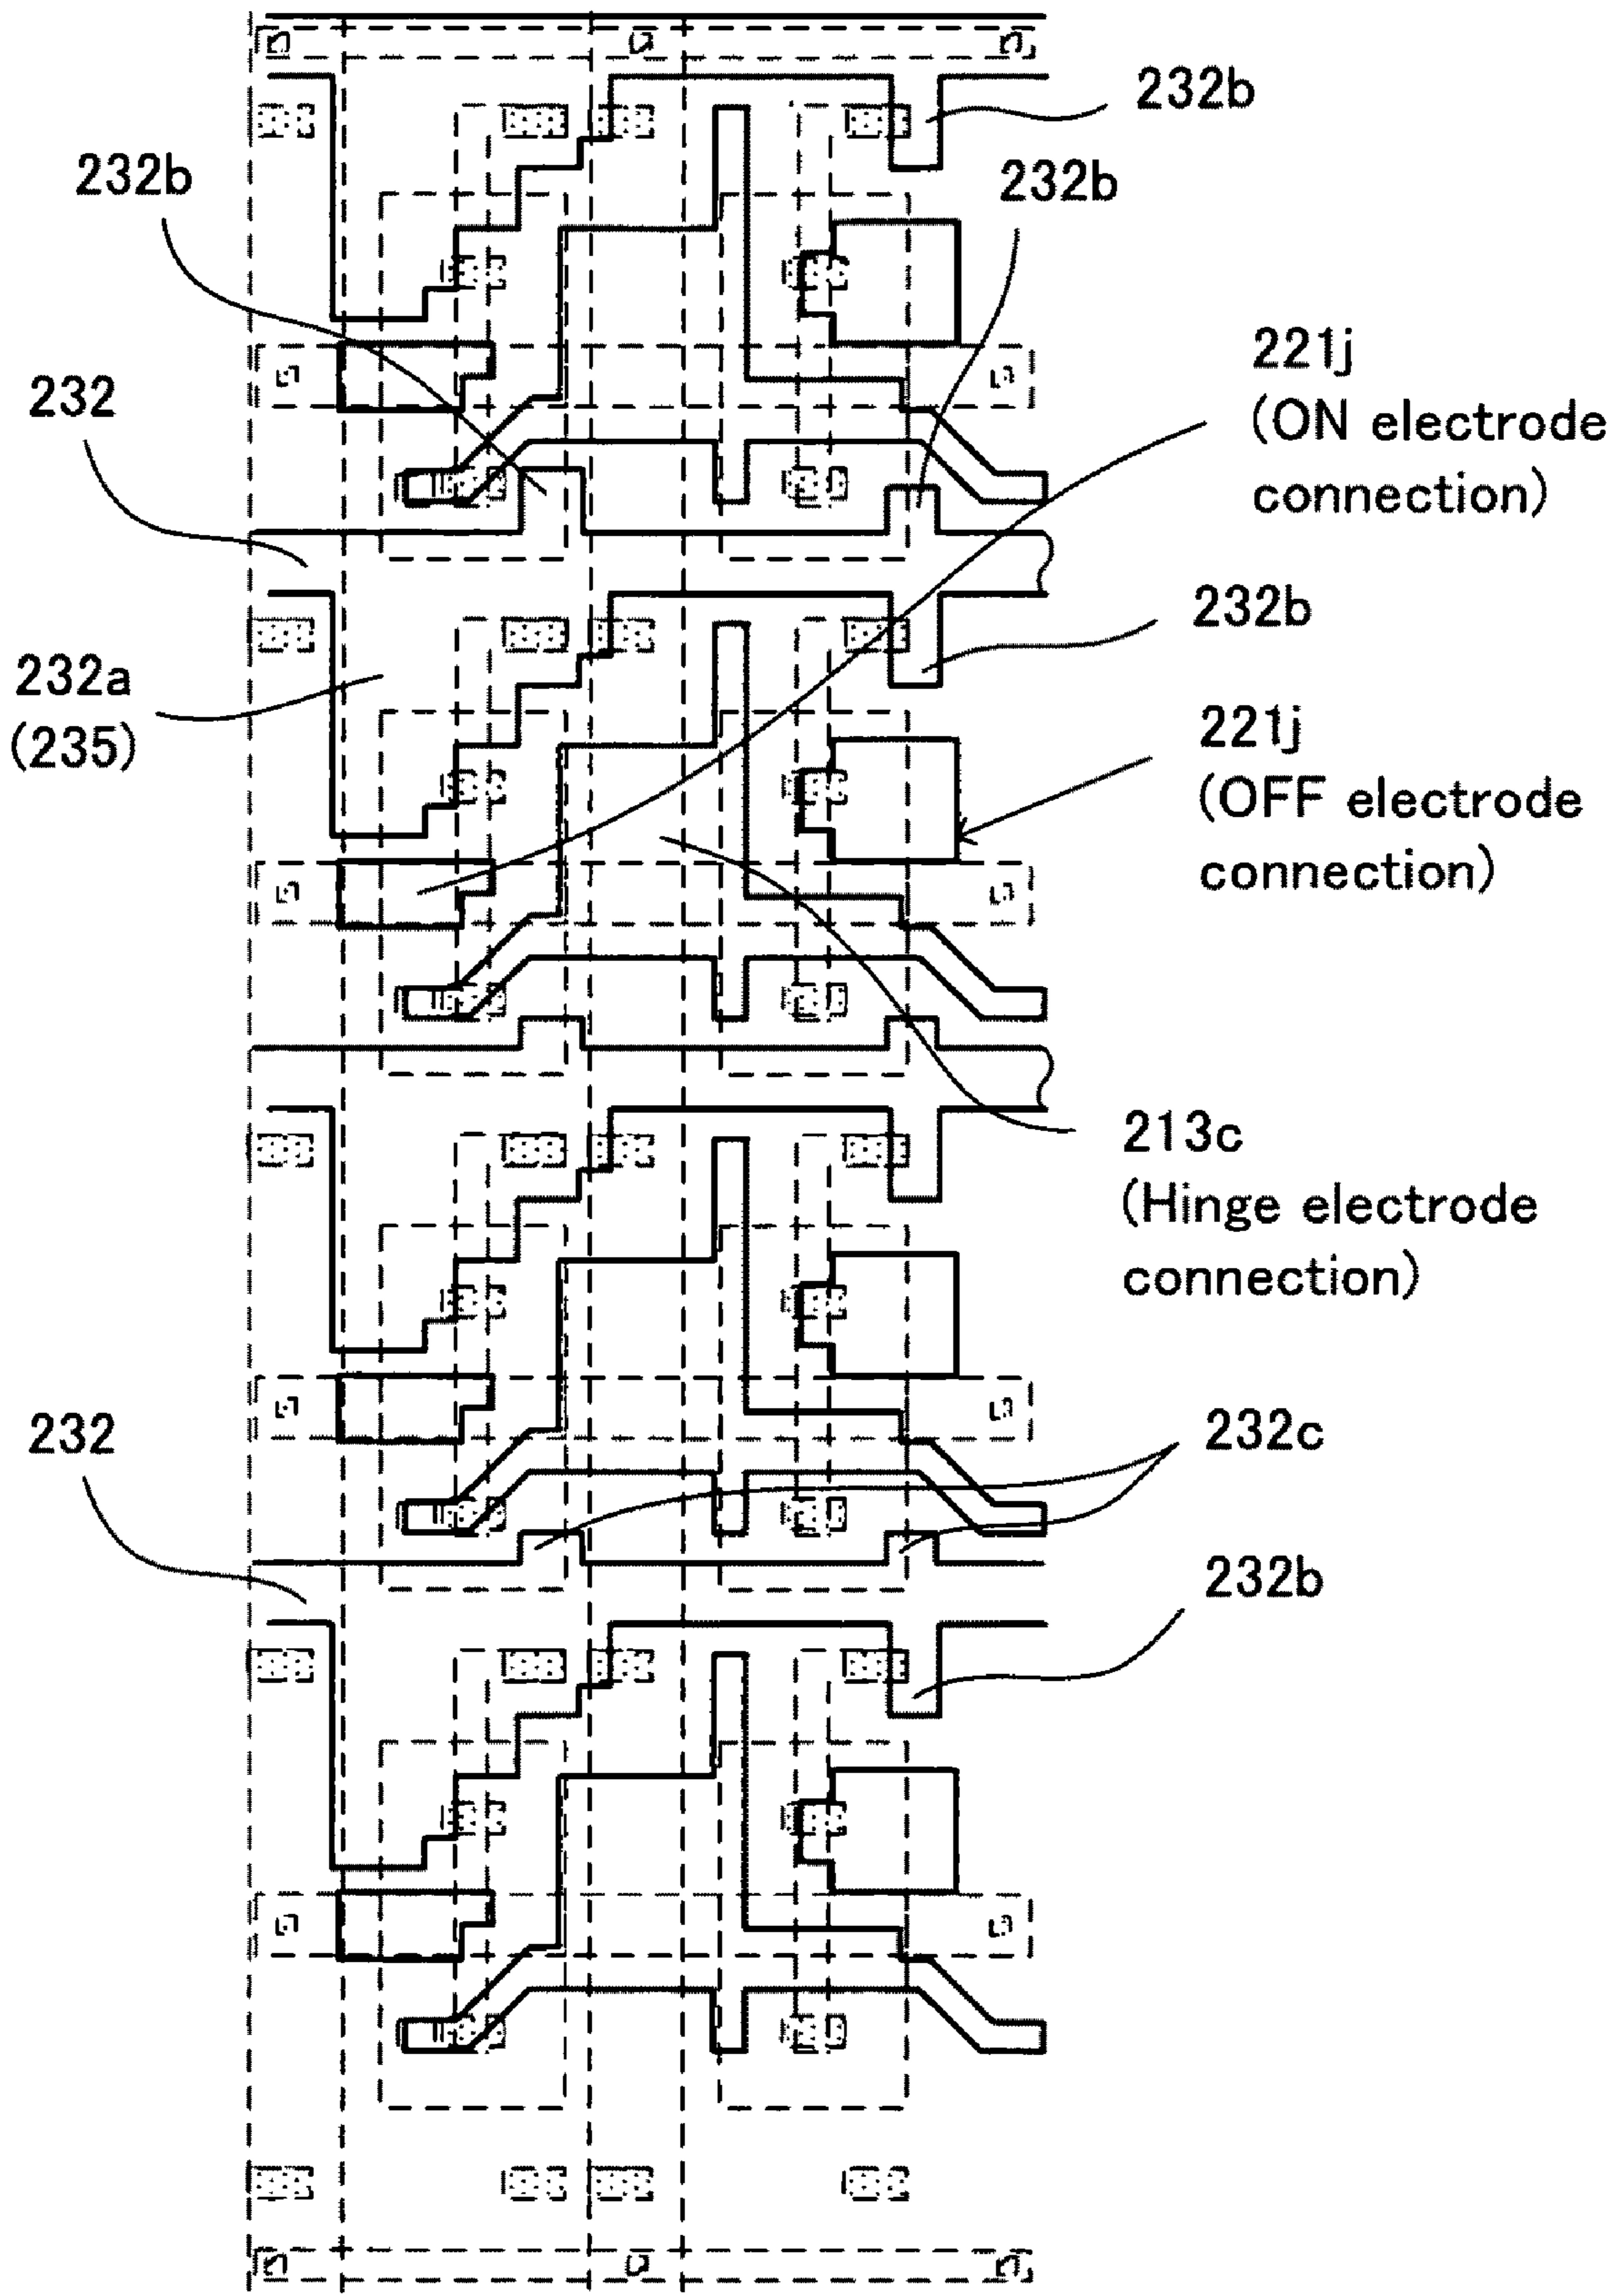 232b
232b
232b
221j
(ON electrode
connection)
232
232b
232a
(235)
221j
(OFF electrode
connection)
213c
(Hinge electrode
connection)
232
232c
232b